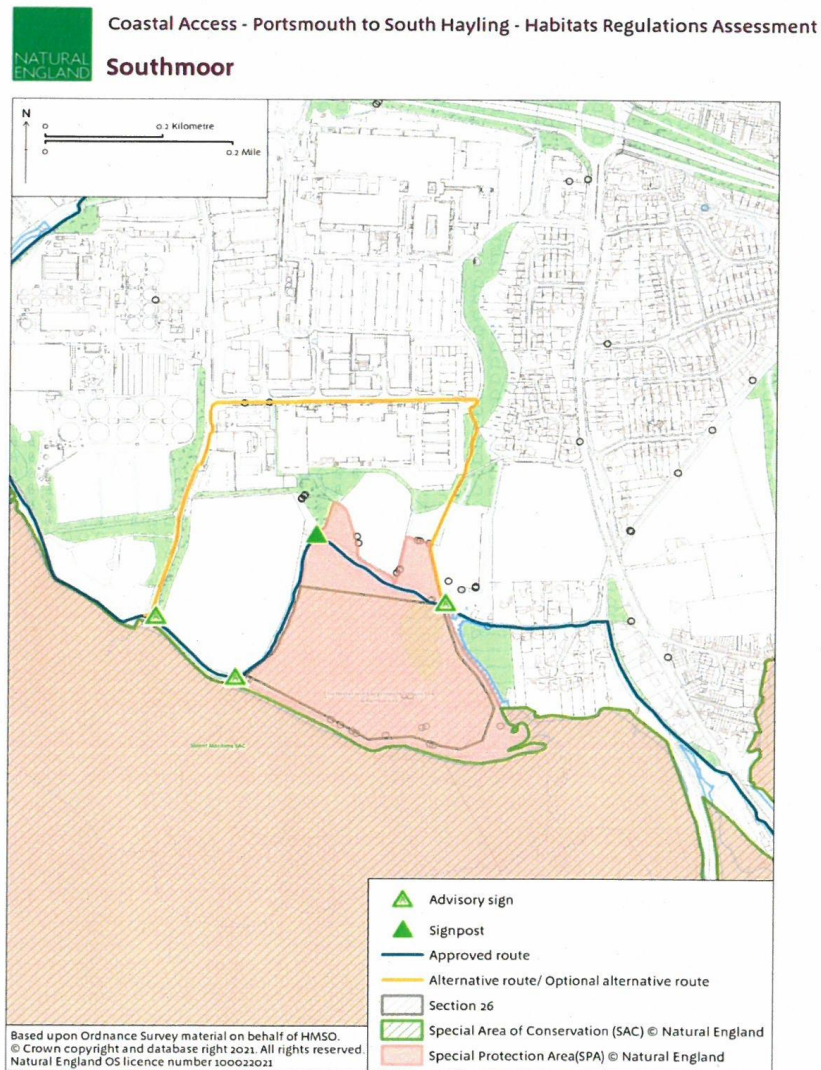 NATURAL
ENGLAND
Coastal Access - Portsmouth to South Hayling - Habitats Regulations Assessment
Southmoor
N
0 0.2 Kilometre
0 0.2 Mile
Solent Maritime SAC
Advisory sign
Signpost
Approved route
Alternative route/ Optional alternative route
Section 26
Special Area of Conservation (SAC) © Natural England
Special Protection Area(SPA) © Natural England
Based upon Ordnance Survey material on behalf of HMSO.
© Crown copyright and database right 2021. All rights reserved.
Natural England OS licence number 100022021